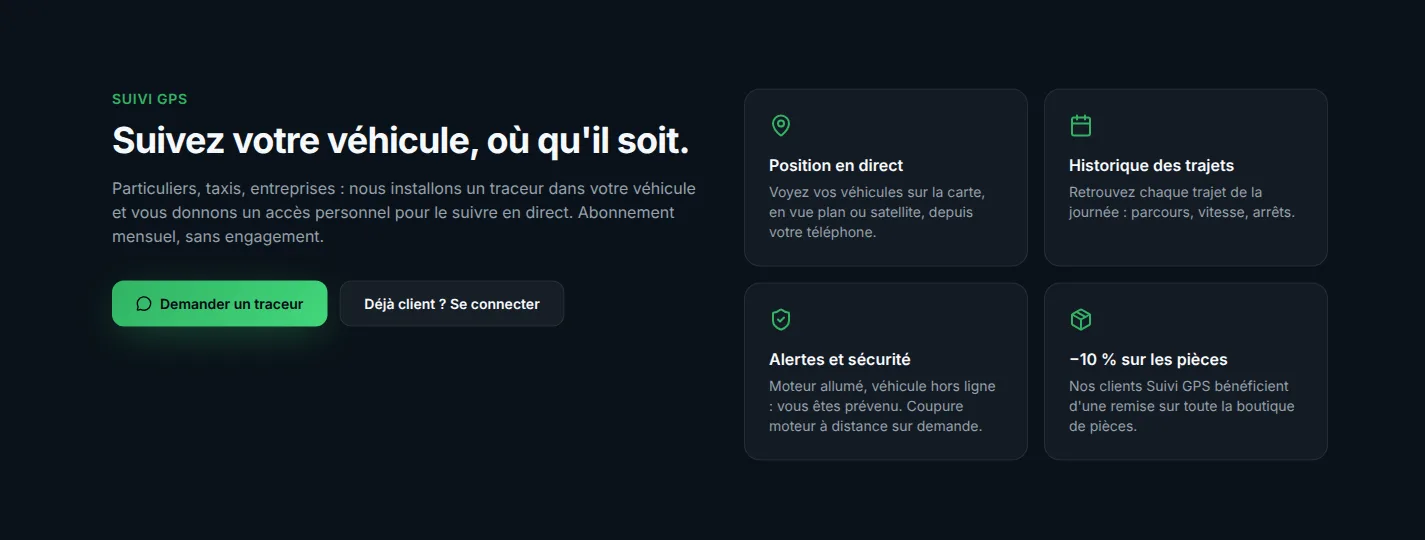 SUIVI GPS
Suivez votre véhicule, où qu'il soit.
Particuliers, taxis, entreprises : nous installons un traceur dans votre véhicule
et vous donnons un accès personnel pour le suivre en direct. Abonnement
mensuel, sans engagement.
Demander un traceur
Déjà client ? Se connecter
Position en direct
Voyez vos véhicules sur la carte,
en vue plan ou satellite, depuis
votre téléphone.
Historique des trajets
Retrouvez chaque trajet de la
journée : parcours, vitesse, arrêts.
Alertes et sécurité
Moteur allumé, véhicule hors ligne
: vous êtes prévenu. Coupure
moteur à distance sur demande.
−10 % sur les pièces
Nos clients Suivi GPS bénéficient
d'une remise sur toute la boutique
de pièces.